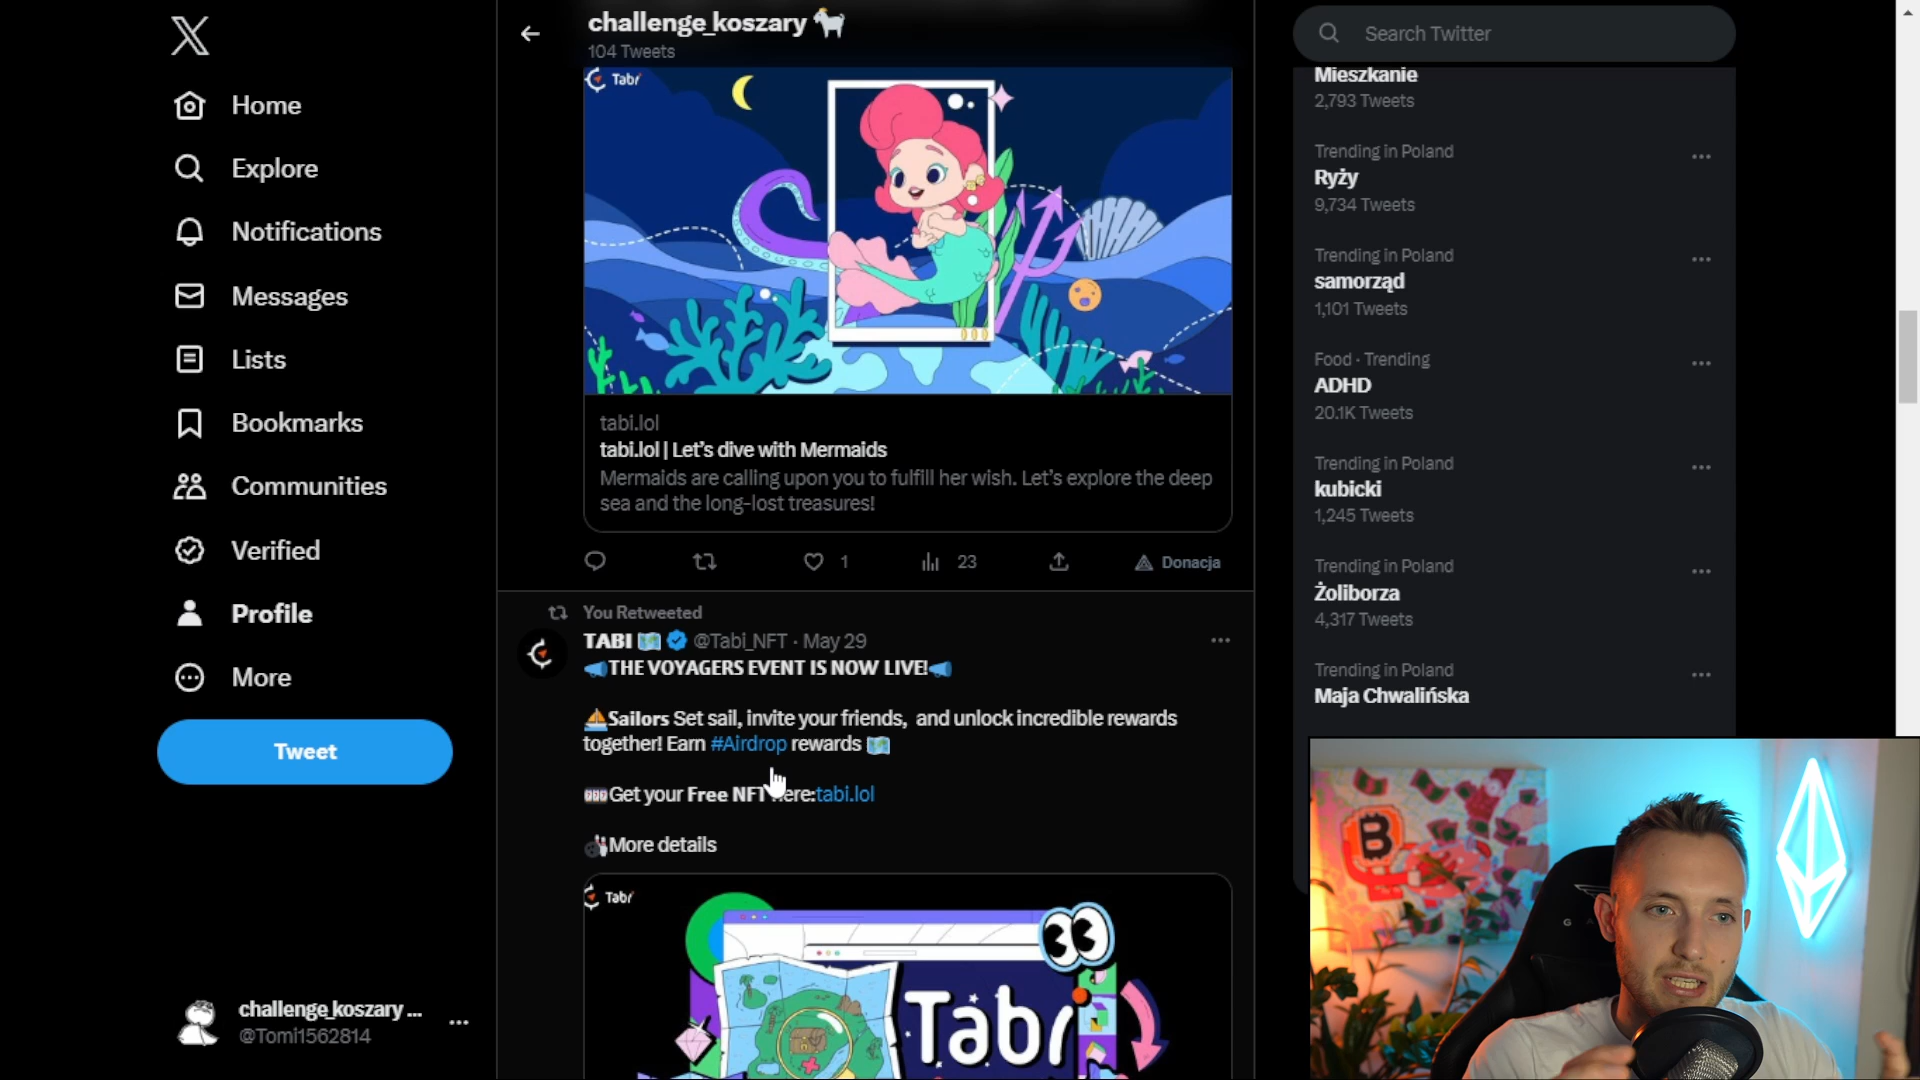 Home
Explore
Notifications
Messages
Lists
Bookmarks
Communities
Verified
Profile
More
Tweet
challenge_koszary ...
@Tomi1562814
challenge_koszary
104 Tweets
Tabi
tabi.lol
tabi.lol | Let's dive with Mermaids
Mermaids are calling upon you to fulfill her wish. Let's explore the deep
sea and the long-lost treasures!
1
23
Donacja
You Retweeted
TABI @Tabi_NFT · May 29
THE VOYAGERS EVENT IS NOW LIVE!
Sailors Set sail, invite your friends, and unlock incredible rewards
together! Earn #Airdrop rewards
Get your Free NFT here:tabi.lol
More details
Tabi
Tabi
Search Twitter
Mieszkanie
2,793 Tweets
Trending in Poland
Ryży
9,734 Tweets
Trending in Poland
samorząd
1,101 Tweets
Food · Trending
ADHD
20.1K Tweets
Trending in Poland
kubicki
1,245 Tweets
Trending in Poland
Żoliborza
4,317 Tweets
Trending in Poland
Maja Chwalińska